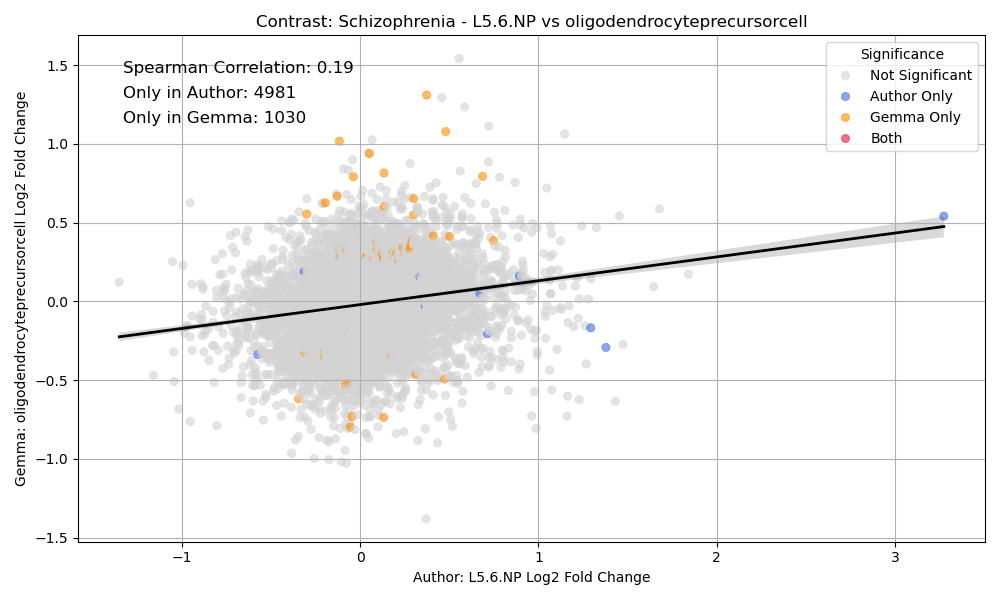 Contrast: Schizophrenia - L5.6.NP vs oligodendrocyteprecursorcell
Spearman Correlation: 0.19
Only in Author: 4981
Only in Gemma: 1030
Significance
Not Significant
Author Only
Gemma Only
Both
1.5
1.0
0.5
0.0
−0.5
−1.0
−1.5
Gemma: oligodendrocyteprecursorcell Log2 Fold Change
−1 0 1 2 3
Author: L5.6.NP Log2 Fold Change